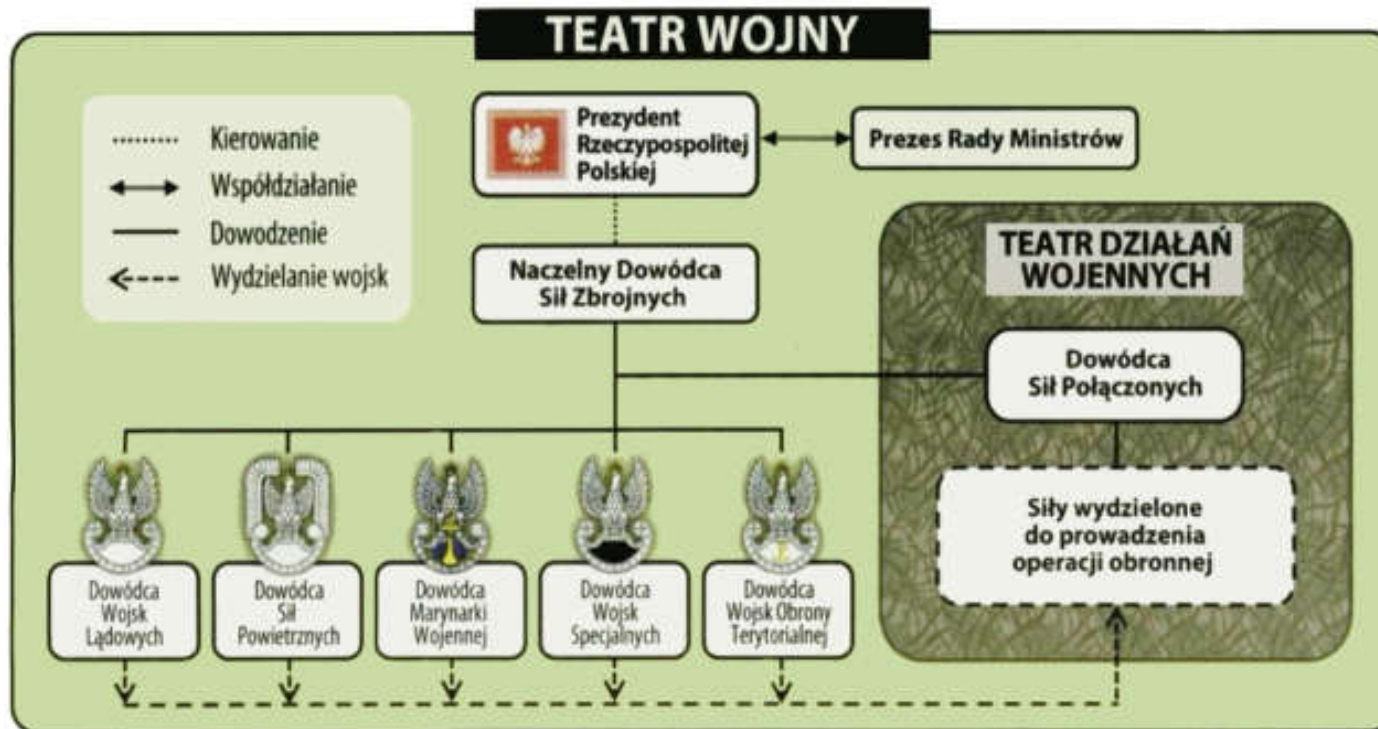 TEATR WOJNY
Kierowanie
Współdziałanie
Dowodzenie
Wydzielanie wojsk
Prezydent
Rzeczypospolitej
Polskiej
Prezes Rady Ministrów
Naczelny Dowódca
Sił Zbrojnych
TEATR DZIAŁAŃ
WOJENNYCH
Dowódca
Sił Połączonych
Siły wydzielone
do prowadzenia
operacji obronnej
Dowódca
Wojsk
Lądowych
Dowódca
Sił
Powietrznych
Dowódca
Marynarki
Wojennej
Dowódca
Wojsk
Specjalnych
Dowódca
Wojsk Obrony
Terytorialnej